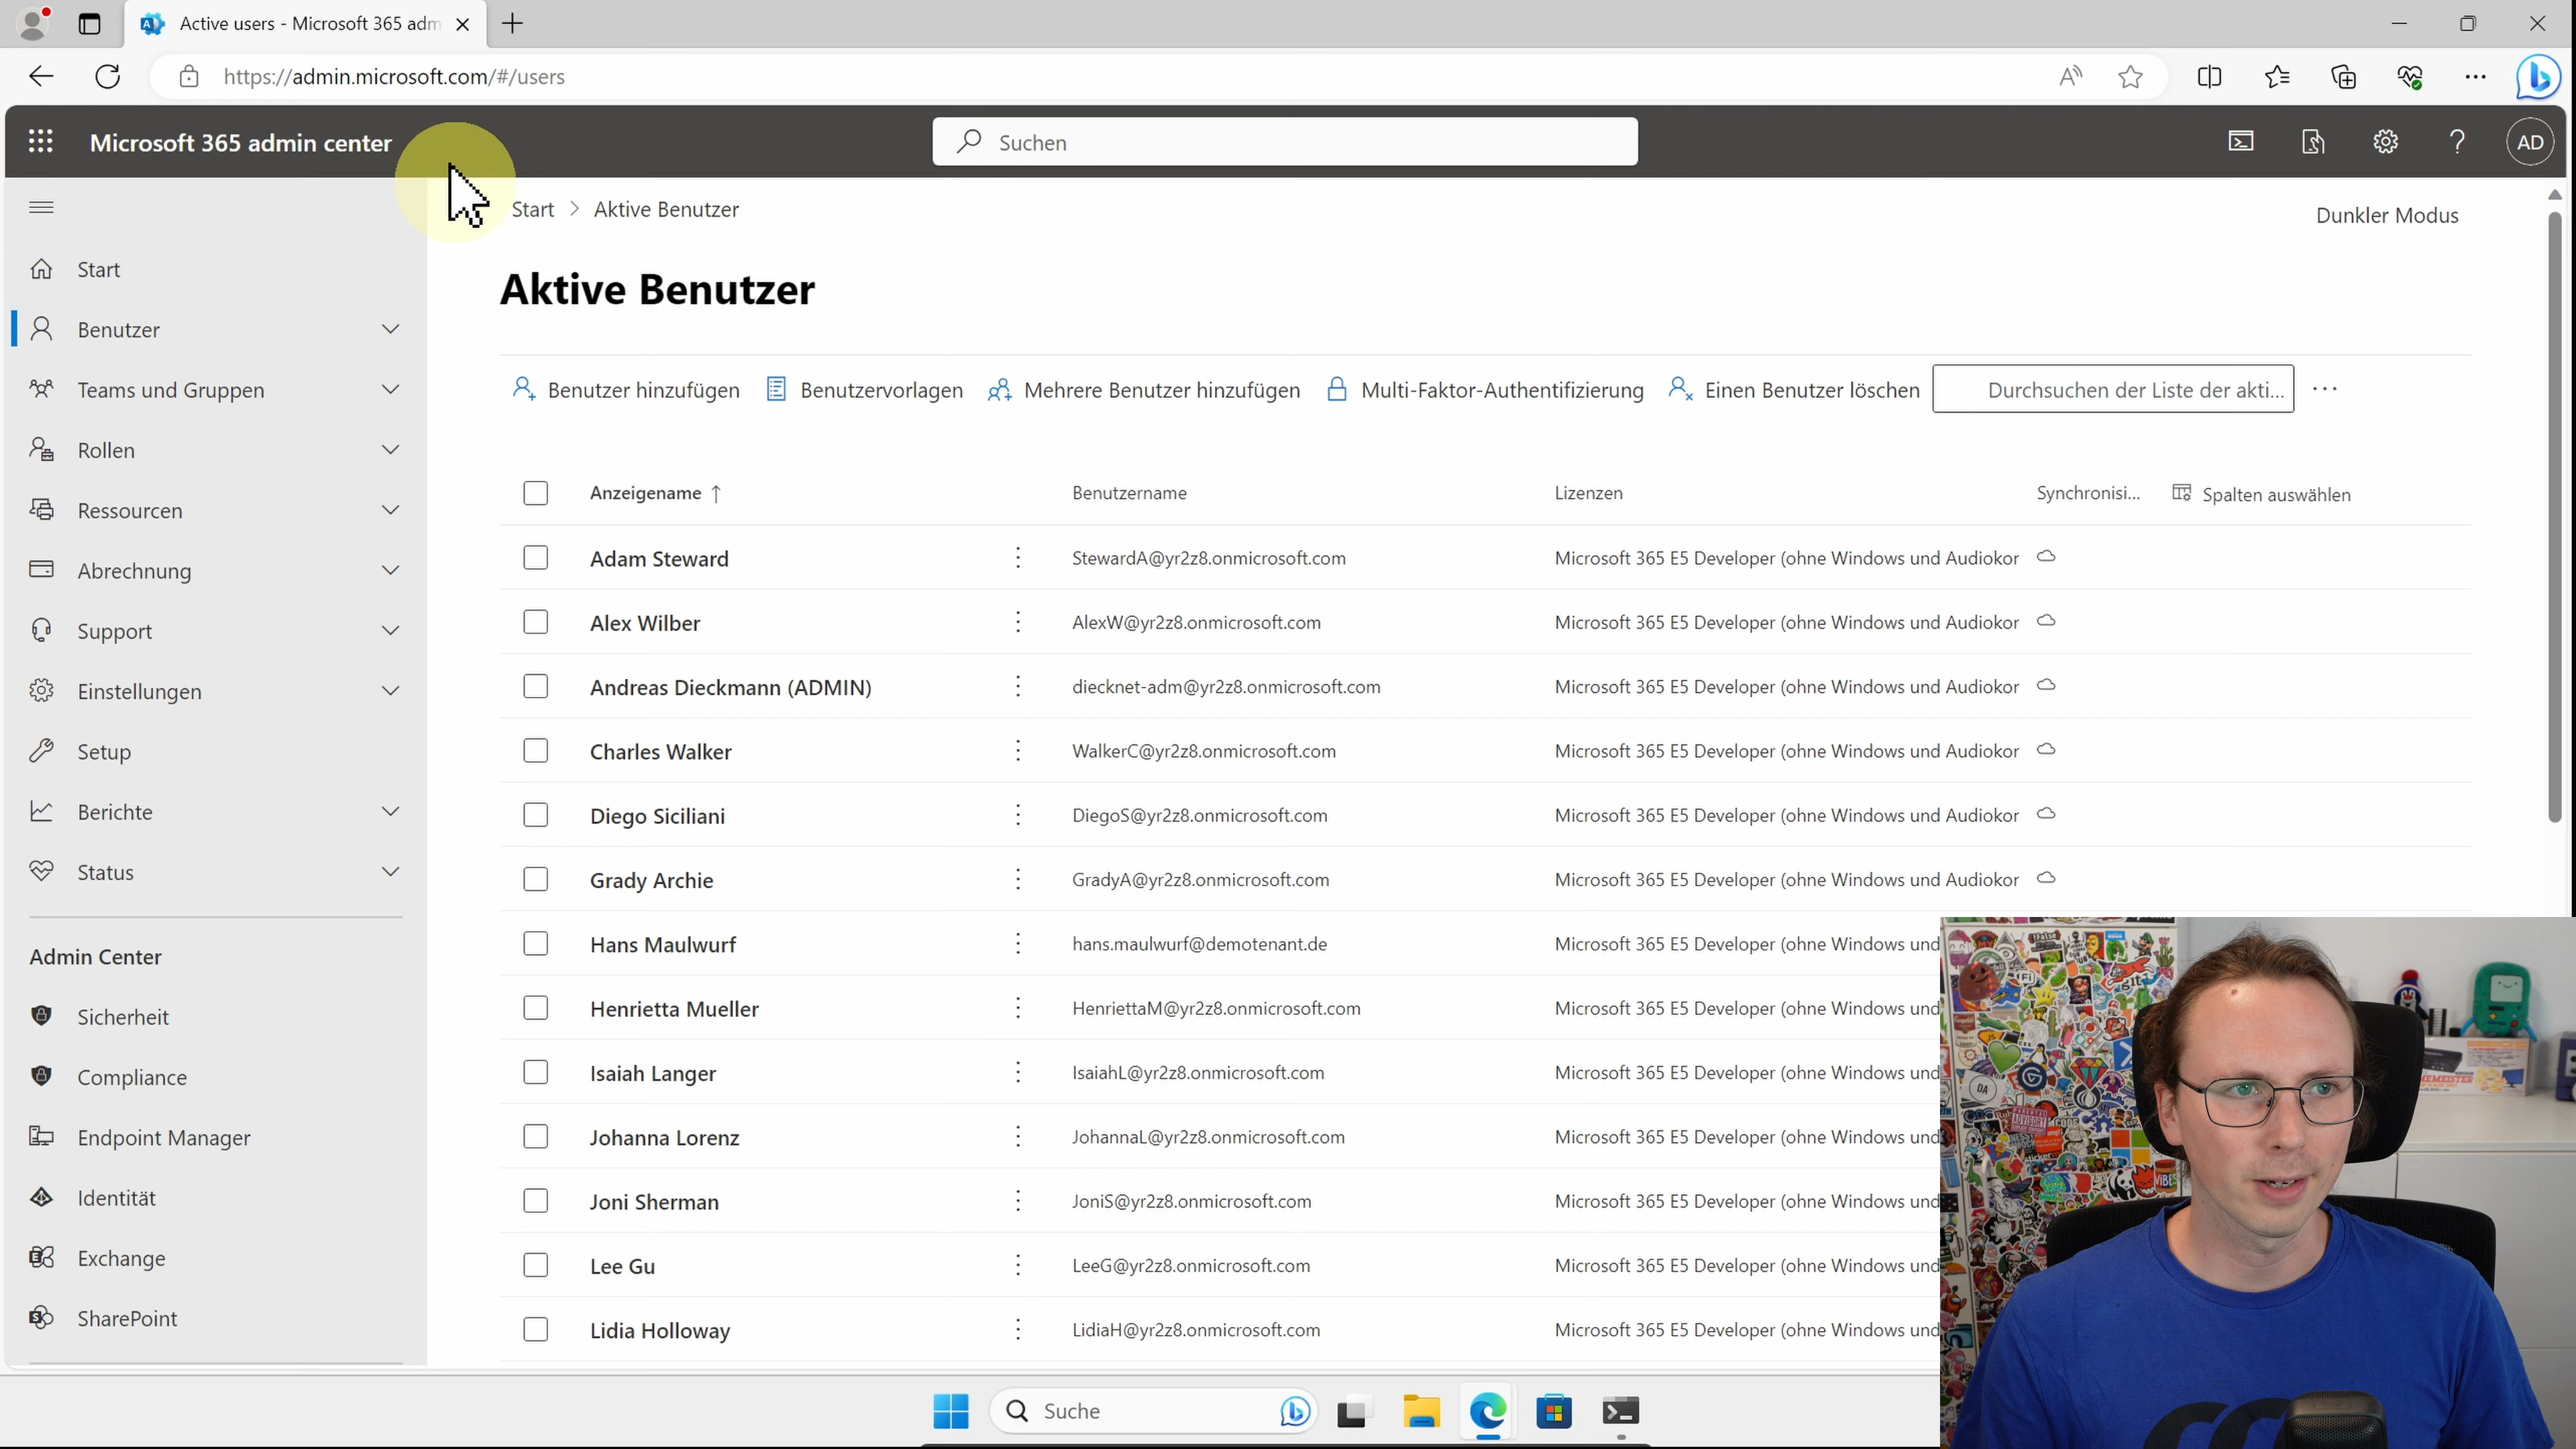 Active users - Microsoft 365 adm
https://admin.microsoft.com/#/users
Microsoft 365 admin center
Suchen
AD
Start > Aktive Benutzer
Dunkler Modus
Start
Benutzer
Teams und Gruppen
Rollen
Ressourcen
Abrechnung
Support
Einstellungen
Setup
Berichte
Status
Admin Center
Sicherheit
Compliance
Endpoint Manager
Identität
Exchange
SharePoint
Aktive Benutzer
Benutzer hinzufügen Benutzervorlagen Mehrere Benutzer hinzufügen Multi-Faktor-Authentifizierung Einen Benutzer löschen Durchsuchen der Liste der akti...
Anzeigename ↑ Benutzername Lizenzen Synchronisi... Spalten auswählen
Adam Steward StewardA@yr2z8.onmicrosoft.com Microsoft 365 E5 Developer (ohne Windows und Audiokor
Alex Wilber AlexW@yr2z8.onmicrosoft.com Microsoft 365 E5 Developer (ohne Windows und Audiokor
Andreas Dieckmann (ADMIN) diecknet-adm@yr2z8.onmicrosoft.com Microsoft 365 E5 Developer (ohne Windows und Audiokor
Charles Walker WalkerC@yr2z8.onmicrosoft.com Microsoft 365 E5 Developer (ohne Windows und Audiokor
Diego Siciliani DiegoS@yr2z8.onmicrosoft.com Microsoft 365 E5 Developer (ohne Windows und Audiokor
Grady Archie GradyA@yr2z8.onmicrosoft.com Microsoft 365 E5 Developer (ohne Windows und Audiokor
Hans Maulwurf hans.maulwurf@demotenant.de Microsoft 365 E5 Developer (ohne Windows und
Henrietta Mueller HenriettaM@yr2z8.onmicrosoft.com Microsoft 365 E5 Developer (ohne Windows und
Isaiah Langer IsaiahL@yr2z8.onmicrosoft.com Microsoft 365 E5 Developer (ohne Windows und
Johanna Lorenz JohannaL@yr2z8.onmicrosoft.com Microsoft 365 E5 Developer (ohne Windows und
Joni Sherman JoniS@yr2z8.onmicrosoft.com Microsoft 365 E5 Developer (ohne Windows und
Lee Gu LeeG@yr2z8.onmicrosoft.com Microsoft 365 E5 Developer (ohne Windows und
Lidia Holloway LidiaH@yr2z8.onmicrosoft.com Microsoft 365 E5 Developer (ohne Windows und
Suche
git
DA
VIBES